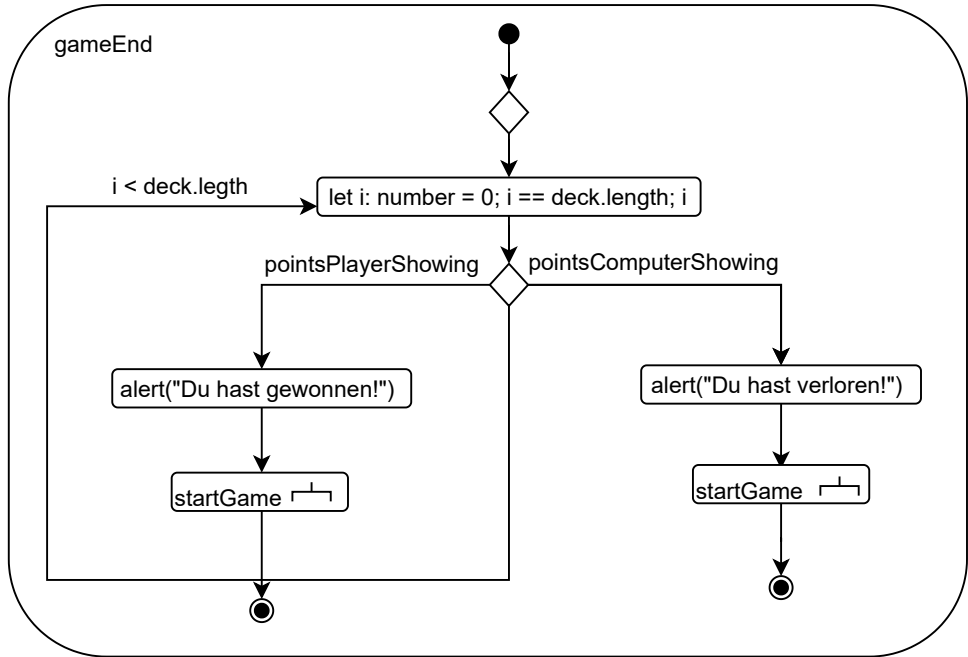 gameEnd
i < deck.legth
let i: number = 0; i == deck.length; i
pointsPlayerShowing
pointsComputerShowing
alert("Du hast gewonnen!")
alert("Du hast verloren!")
startGame
startGame